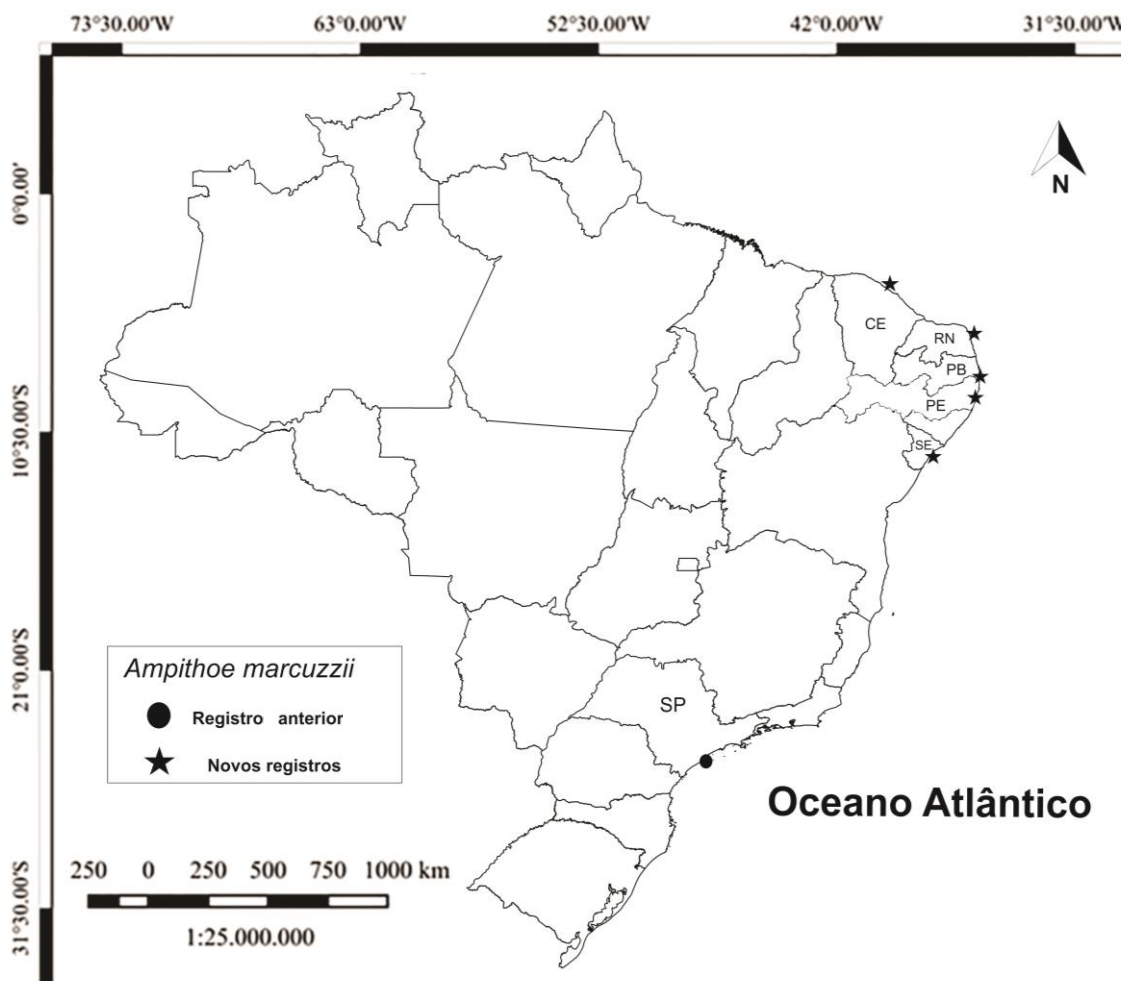 73°30.00'W 63°0.00'W 52°30.00'W 42°0.00'W 31°30.00'W
0°0.00'
10°30.00'S
21°0.00'S
31°30.00'S
N
CE
RN
PB
PE
SE
SP
Ampithoe marcuzzii
Registro anterior
Novos registros
Oceano Atlântico
250 0 250 500 750 1000 km
1:25.000.000